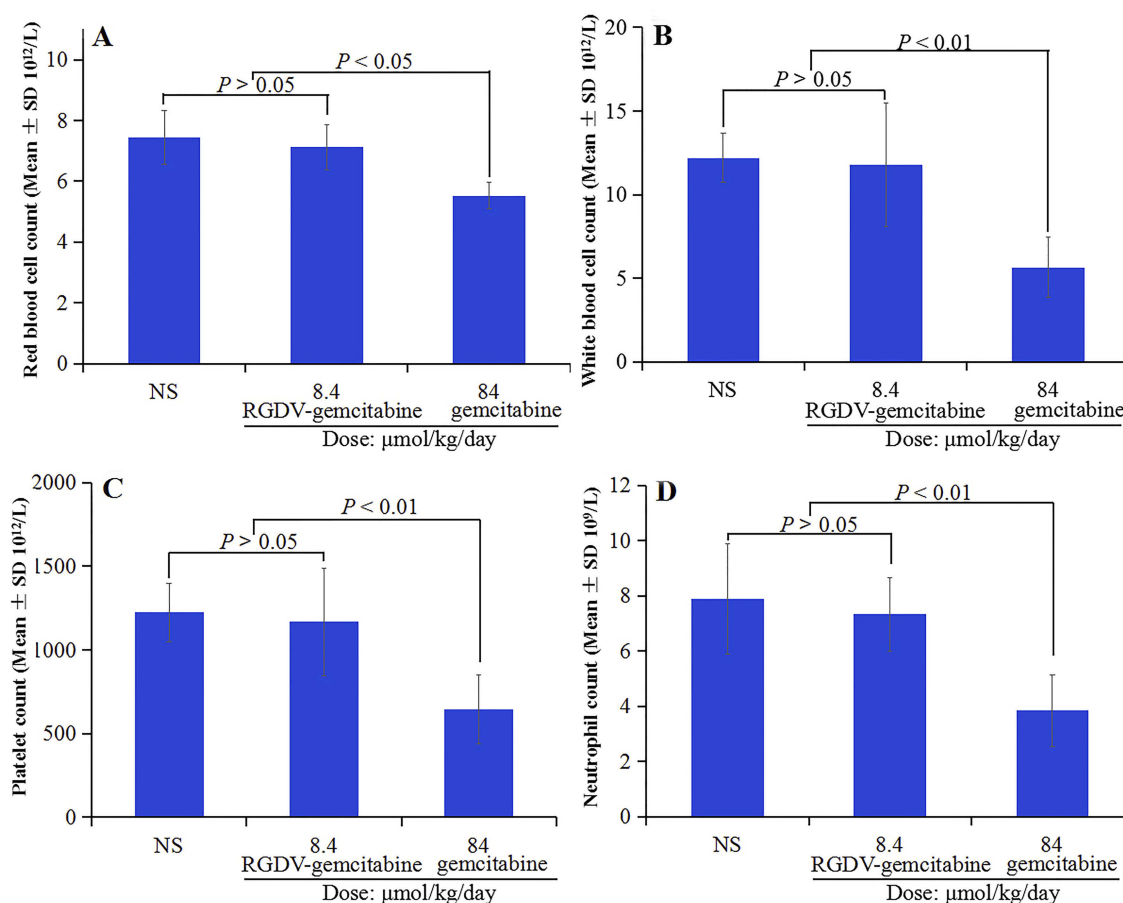 A
Red blood cell count (Mean ± SD 10¹²/L)
10
8
6
4
2
0
P < 0.05
P > 0.05
NS
8.4
RGDV-gemcitabine
84
gemcitabine
Dose: μmol/kg/day
B
White blood cell count (Mean ± SD 10¹²/L)
20
15
10
5
0
P < 0.01
P > 0.05
NS
8.4
RGDV-gemcitabine
84
gemcitabine
Dose: μmol/kg/day
C
Platelet count (Mean ± SD 10¹²/L)
2000
1500
1000
500
0
P < 0.01
P > 0.05
NS
8.4
RGDV-gemcitabine
84
gemcitabine
Dose: μmol/kg/day
D
Neutrophil count (Mean ± SD 10⁹/L)
12
10
8
6
4
2
0
P < 0.01
P > 0.05
NS
8.4
RGDV-gemcitabine
84
gemcitabine
Dose: μmol/kg/day